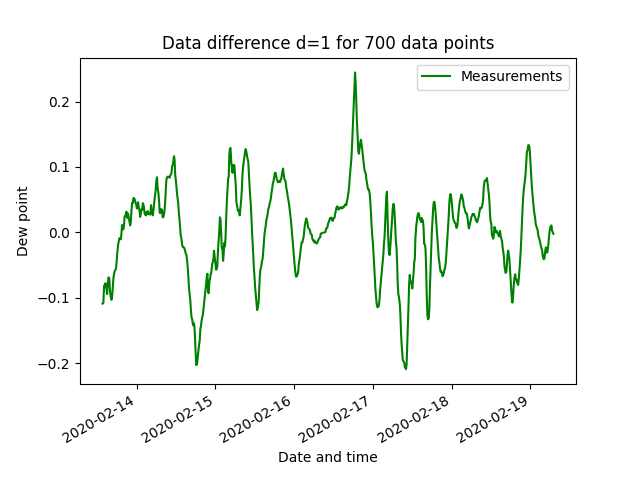 Data difference d=1 for 700 data points
Measurements
Dew point
0.2
0.1
0.0
−0.1
−0.2
2020-02-14
2020-02-15
2020-02-16
2020-02-17
2020-02-18
2020-02-19
Date and time